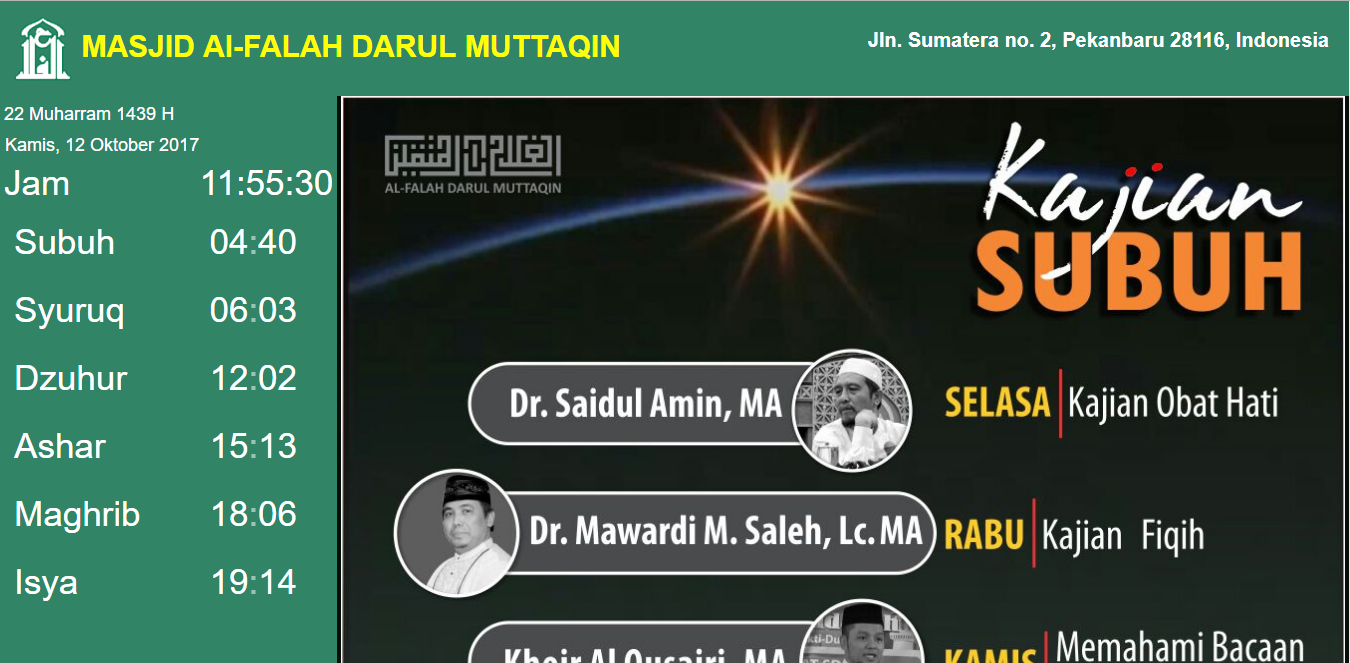 MASJID Al-FALAH DARUL MUTTAQIN
Jln. Sumatera no. 2, Pekanbaru 28116, Indonesia
22 Muharram 1439 H
Kamis, 12 Oktober 2017
Jam 11:55:30
Subuh 04:40
Syuruq 06:03
Dzuhur 12:02
Ashar 15:13
Maghrib 18:06
Isya 19:14
AL-FALAH DARUL MUTTAQIN
Kajian
SUBUH
Dr. Saidul Amin, MA
SELASA Kajian Obat Hati
Dr. Mawardi M. Saleh, Lc. MA
RABU Kajian Fiqih
Khoir Al Qusairi, MA
KAMIS Memahami Bacaan